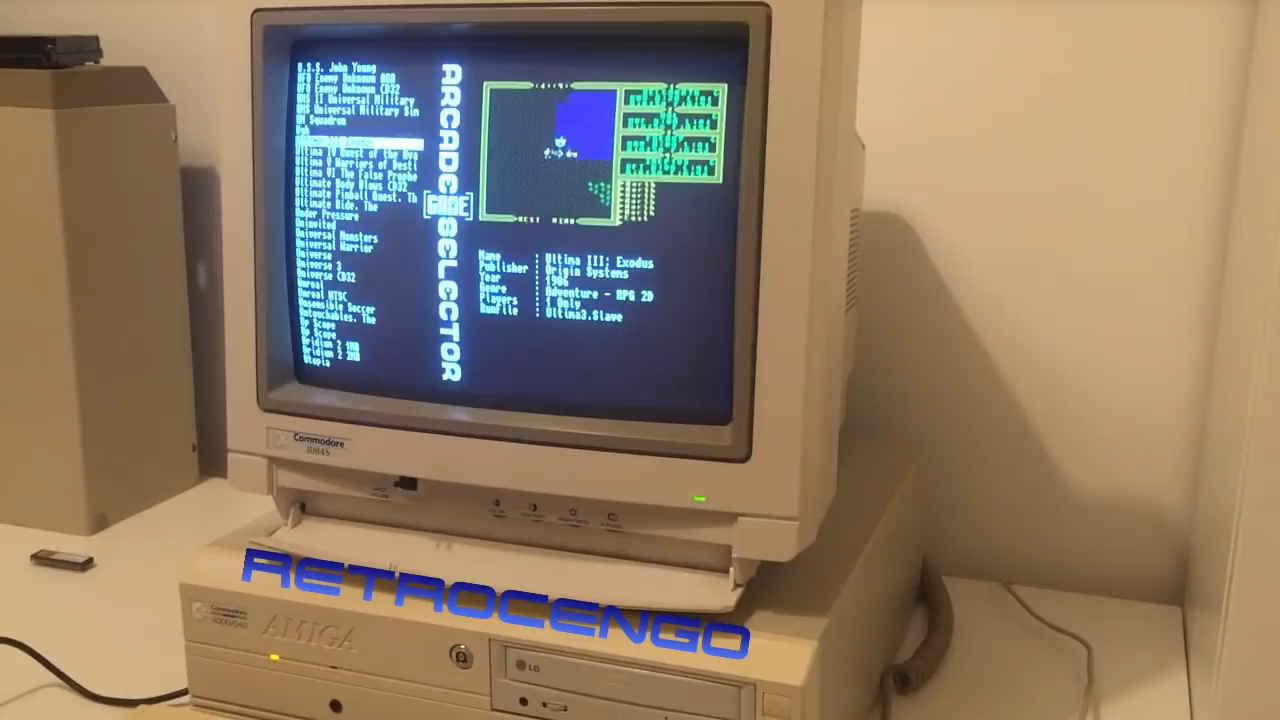 U.S.S. John Young
UFO Enemy Unknown AGA
UFO Enemy Unknown CD32
UMS II Universal Military
UMS Universal Military Sim
UN Squadron
Ugh
Ultima IV Quest of the Ava
Ultima V Warriors of Desti
Ultima VI The False Prophe
Ultimate Body Blows CD32
Ultimate Pinball Quest. Th
Ultimate Ride. The
Under Pressure
Uninvited
Universal Monsters
Universal Warrior
Universe
Universe 3
Universe CD32
Unreal
Unreal NTSC
Unsensible Soccer
Untouchables. The
Up Scope
Up Scope
Uridium 2 1MB
Uridium 2 2MB
Utopia
ARCADE
[GAME]
SELECTOR
WEST WIND
Name : Ultima III; Exodus
Publisher : Origin Systems
Year : 1986
Genre : Adventure - RPG 2D
Players : 1 Only
RunFile : Ultima3.Slave
Commodore
1084S
RETROCENGO
Commodore
4000/040
AMIGA
LG